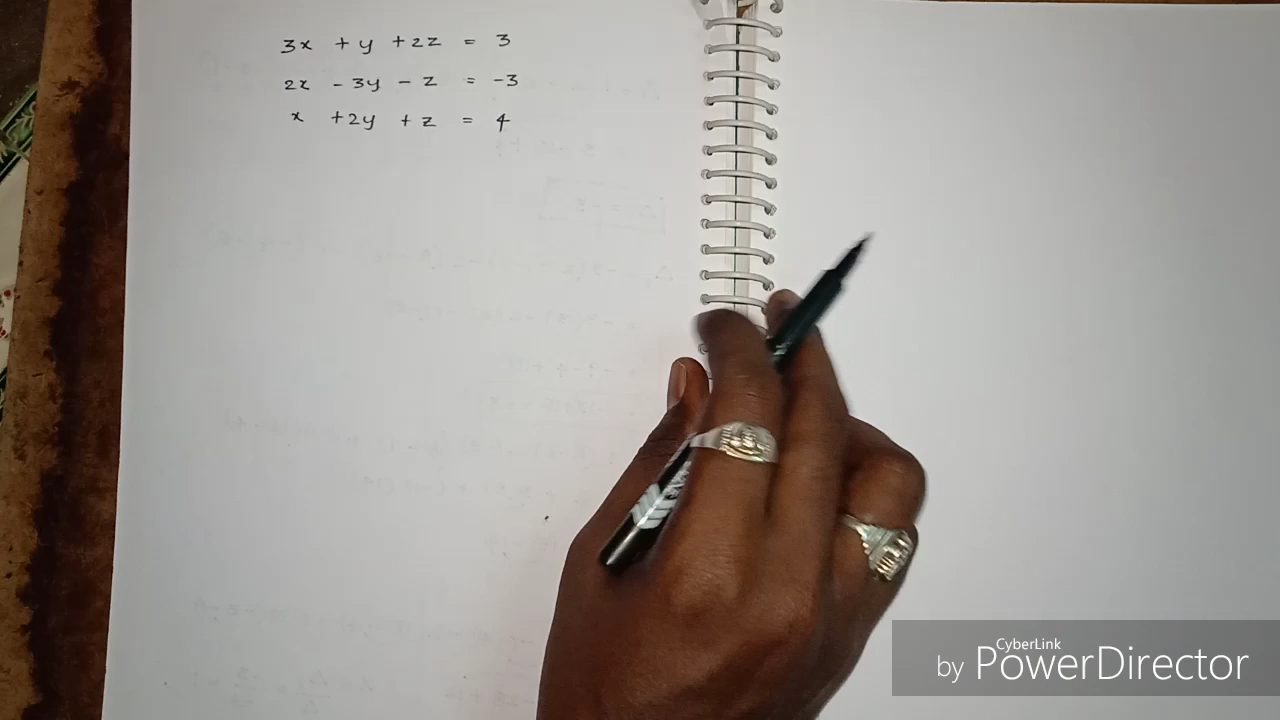 3x + y + 2z = 3
2x - 3y - z = -3
x + 2y + z = 4
CyberLink
by PowerDirector